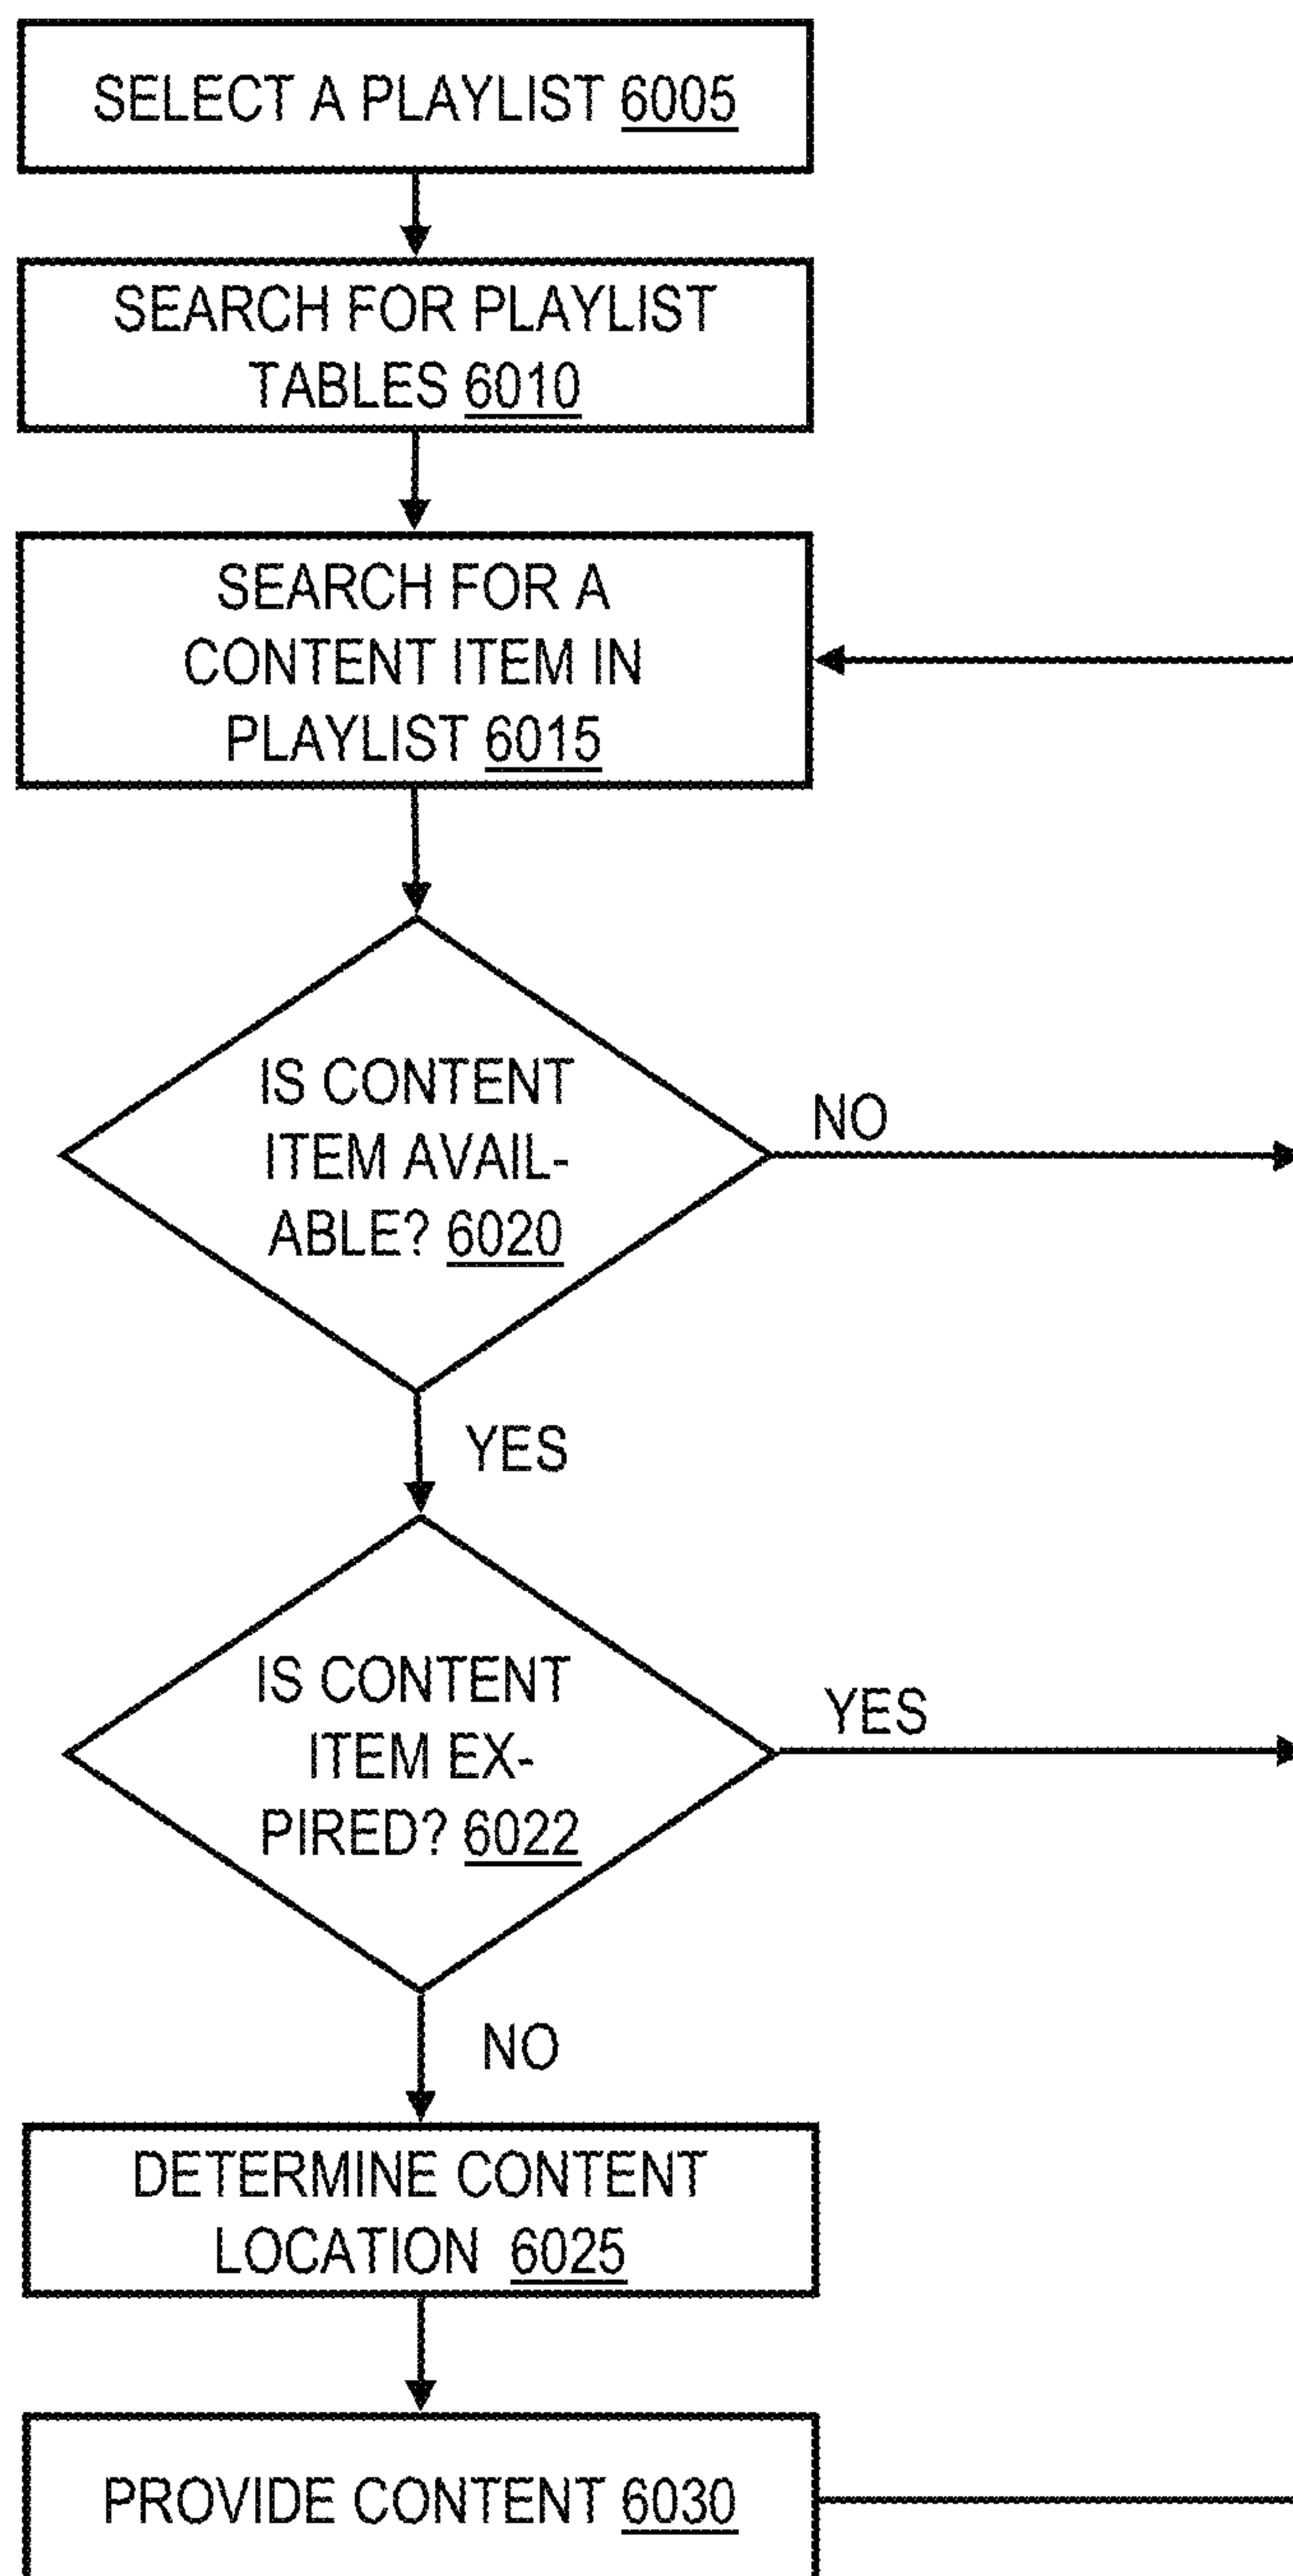 SELECT A PLAYLIST 6005
SEARCH FOR PLAYLIST
TABLES 6010
SEARCH FOR A
CONTENT ITEM IN
PLAYLIST 6015
IS CONTENT
ITEM AVAIL-
ABLE? 6020
NO
YES
IS CONTENT
ITEM EX-
PIRED? 6022
YES
NO
DETERMINE CONTENT
LOCATION 6025
PROVIDE CONTENT 6030